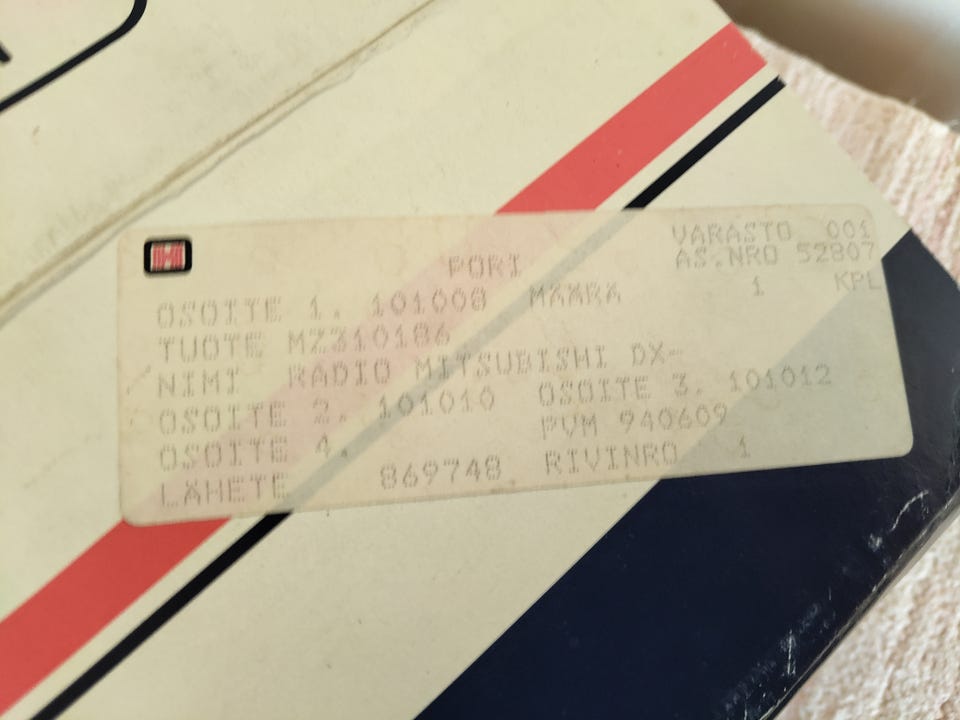 PORI
VARASTO 001
AS.NRO 52807
OSOITE 1. 101008 MÄÄRÄ 1 KPL
TUOTE MZ310186
NIMI RADIO MITSUBISHI DX-
OSOITE 2. 101010 OSOITE 3. 101012
OSOITE 4. PVM 940609
LÄHETE 869748 RIVINRO 1